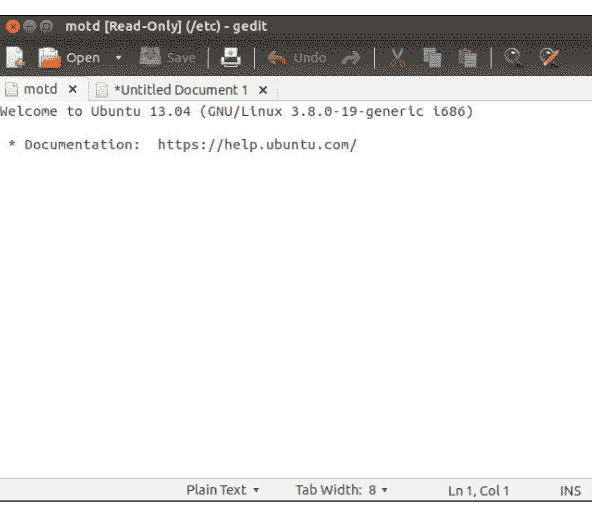 motd [Read-Only] (/etc) - gedit
Open Save Undo
motd × *Untitled Document 1 ×
Welcome to Ubuntu 13.04 (GNU/Linux 3.8.0-19-generic i686)
* Documentation: https://help.ubuntu.com/
Plain Text Tab Width: 8 Ln 1, Col 1 INS